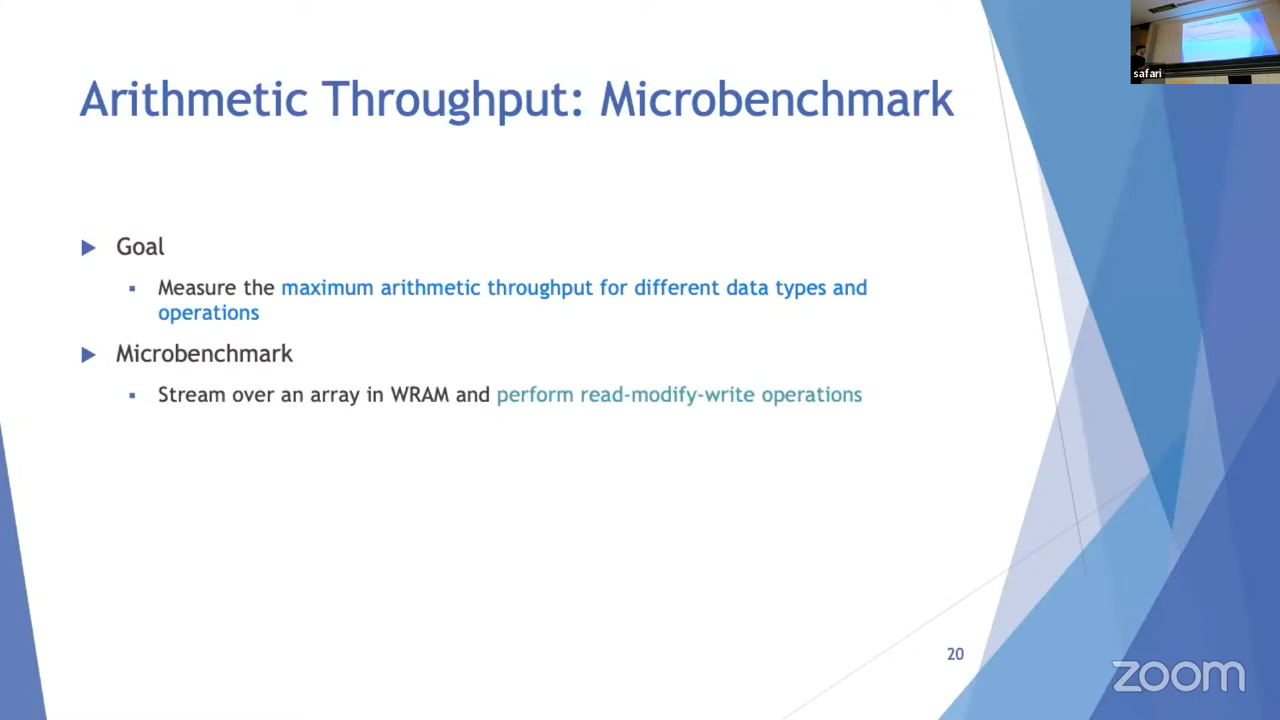 safari
Arithmetic Throughput: Microbenchmark
Goal
Measure the maximum arithmetic throughput for different data types and
operations
Microbenchmark
Stream over an array in WRAM and perform read-modify-write operations
20
zoom